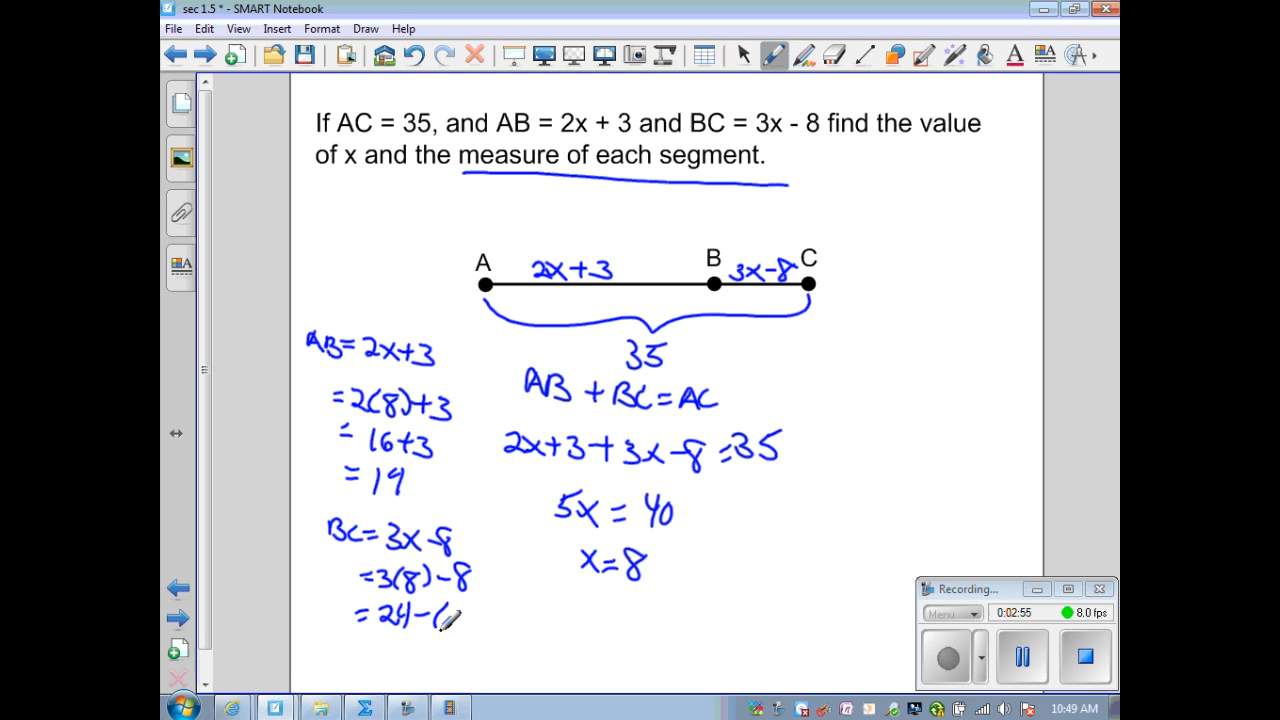 sec 1.5 * - SMART Notebook
File Edit View Insert Format Draw Help
If AC = 35, and AB = 2x + 3 and BC = 3x - 8 find the value
of x and the measure of each segment.
A B C
2x+3 3x-8
35
AB + BC = AC
2x+3+3x-8=35
5x = 40
x=8
AB=2x+3
=2(8)+3
= 16+3
= 19
BC=3x-8
=3(8)-8
= 24-
Recording...
Menu 0:02:55 8.0 fps
10:49 AM